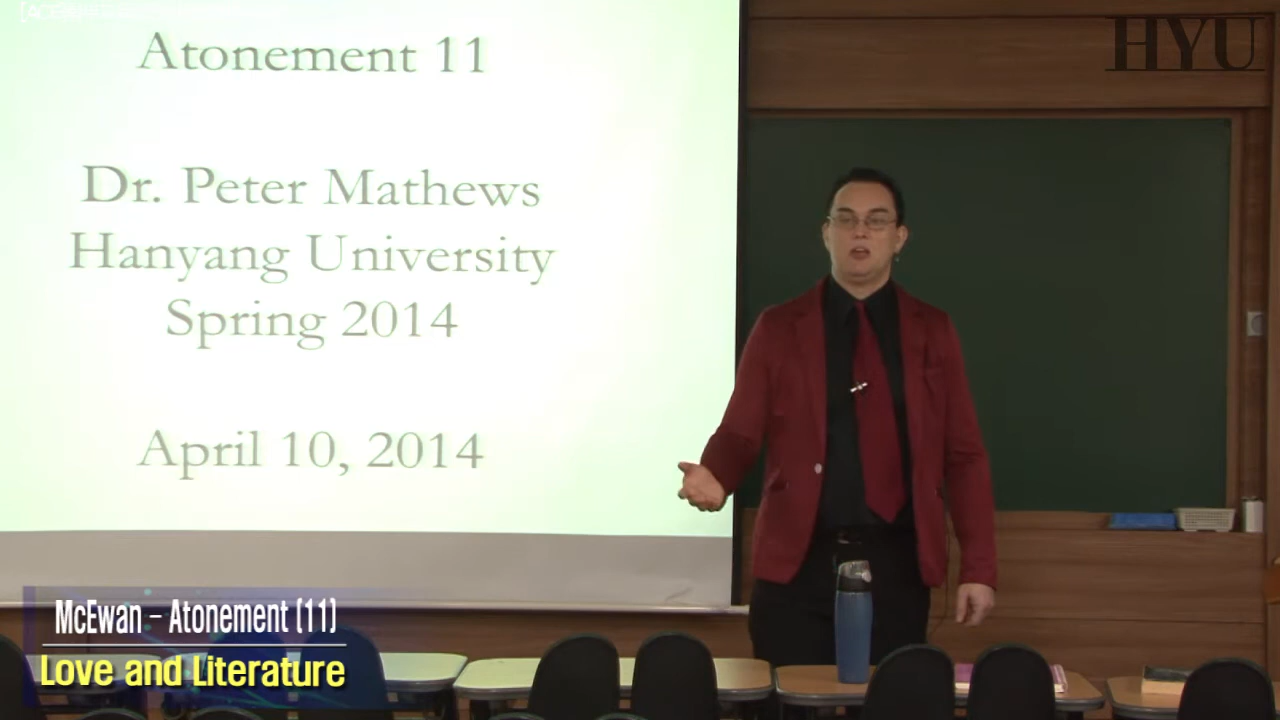 HYU
Atonement 11
Dr. Peter Mathews
Hanyang University
Spring 2014
April 10, 2014
McEwan - Atonement (11)
Love and Literature